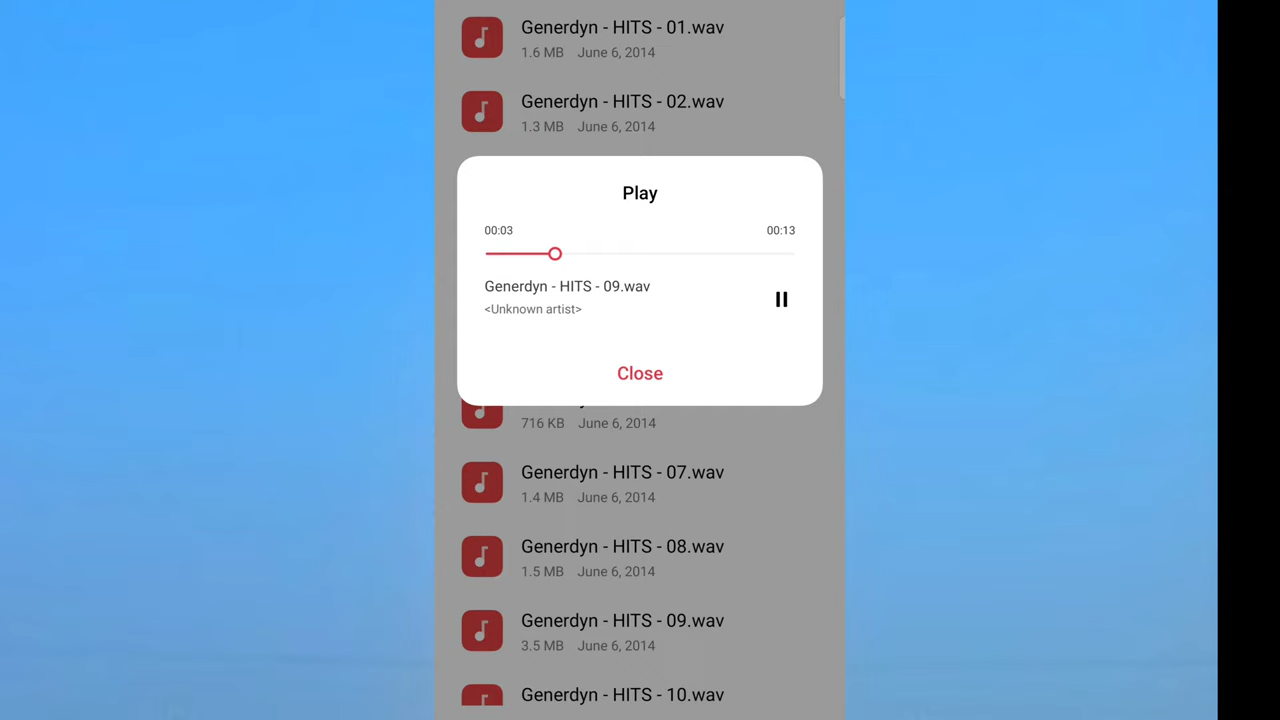 Generdyn - HITS - 01.wav
1.6 MB June 6, 2014
Generdyn - HITS - 02.wav
1.3 MB June 6, 2014
Play
00:03 00:13
Generdyn - HITS - 09.wav
<Unknown artist>
Close
716 KB June 6, 2014
Generdyn - HITS - 07.wav
1.4 MB June 6, 2014
Generdyn - HITS - 08.wav
1.5 MB June 6, 2014
Generdyn - HITS - 09.wav
3.5 MB June 6, 2014
Generdyn - HITS - 10.wav